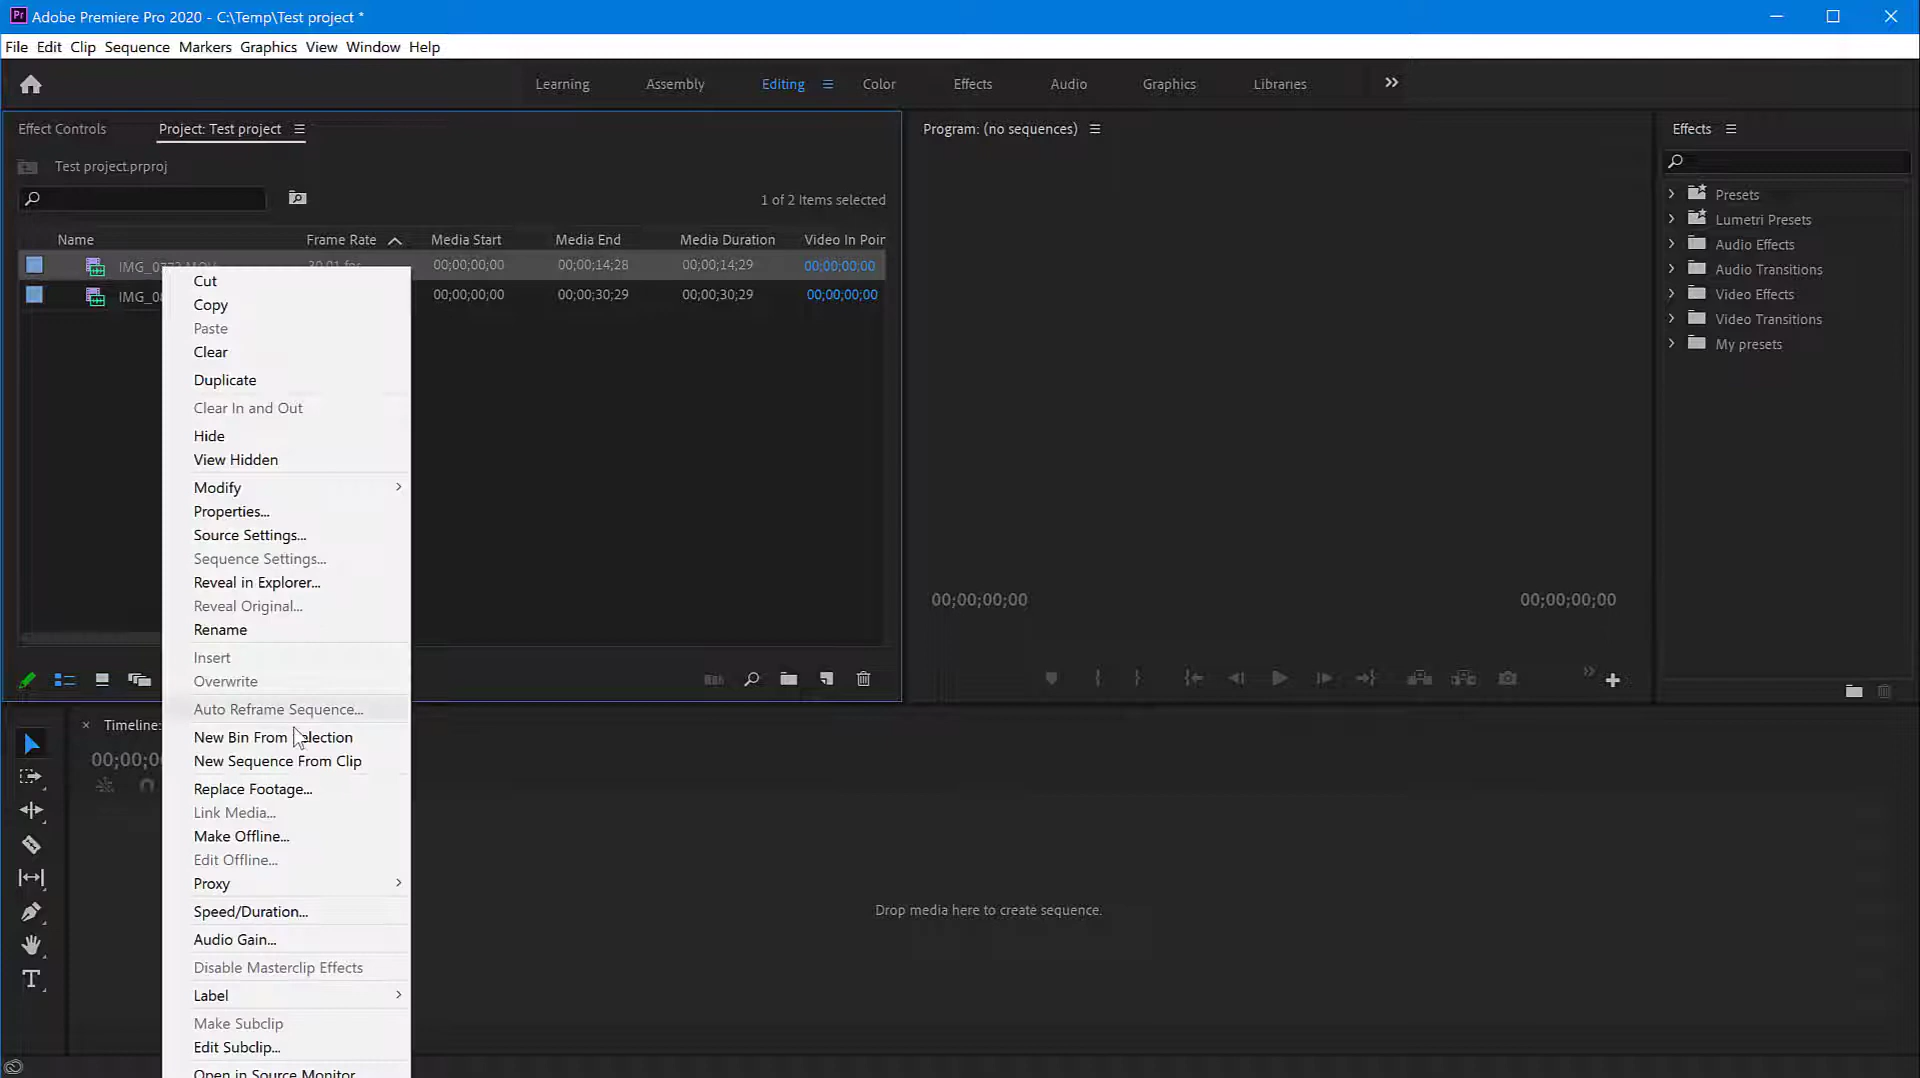 Adobe Premiere Pro 2020 - C:\Temp\Test project *
File Edit Clip Sequence Markers Graphics View Window Help
Learning Assembly Editing Color Effects Audio Graphics Libraries
Effect Controls Project: Test project
Test project.prproj
1 of 2 Items selected
Name Frame Rate Media Start Media End Media Duration Video In Poin
00;00;00;00 00;00;14;28 00;00;14;29 00;00;00;00
00;00;00;00 00;00;30;29 00;00;30;29 00;00;00;00
Cut
Copy
Paste
Clear
Duplicate
Clear In and Out
Hide
View Hidden
Modify
Properties...
Source Settings...
Sequence Settings...
Reveal in Explorer...
Reveal Original...
Rename
Insert
Overwrite
Auto Reframe Sequence...
New Bin From Selection
New Sequence From Clip
Replace Footage...
Link Media...
Make Offline...
Edit Offline...
Proxy
Speed/Duration...
Audio Gain...
Disable Masterclip Effects
Label
Make Subclip
Edit Subclip...
Open in Source Monitor
Program: (no sequences)
00;00;00;00 00;00;00;00
Effects
Presets
Lumetri Presets
Audio Effects
Audio Transitions
Video Effects
Video Transitions
My presets
Timeline:
Drop media here to create sequence.